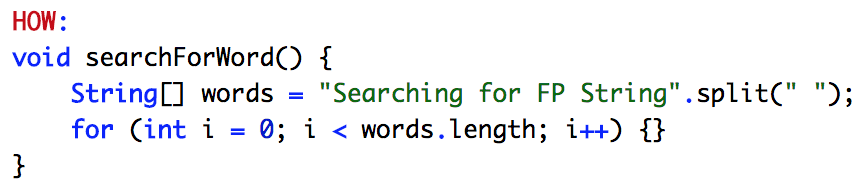 HOW:
void searchForWord() {
    String[] words = "Searching for FP String".split(" ");
    for (int i = 0; i < words.length; i++) {}
}